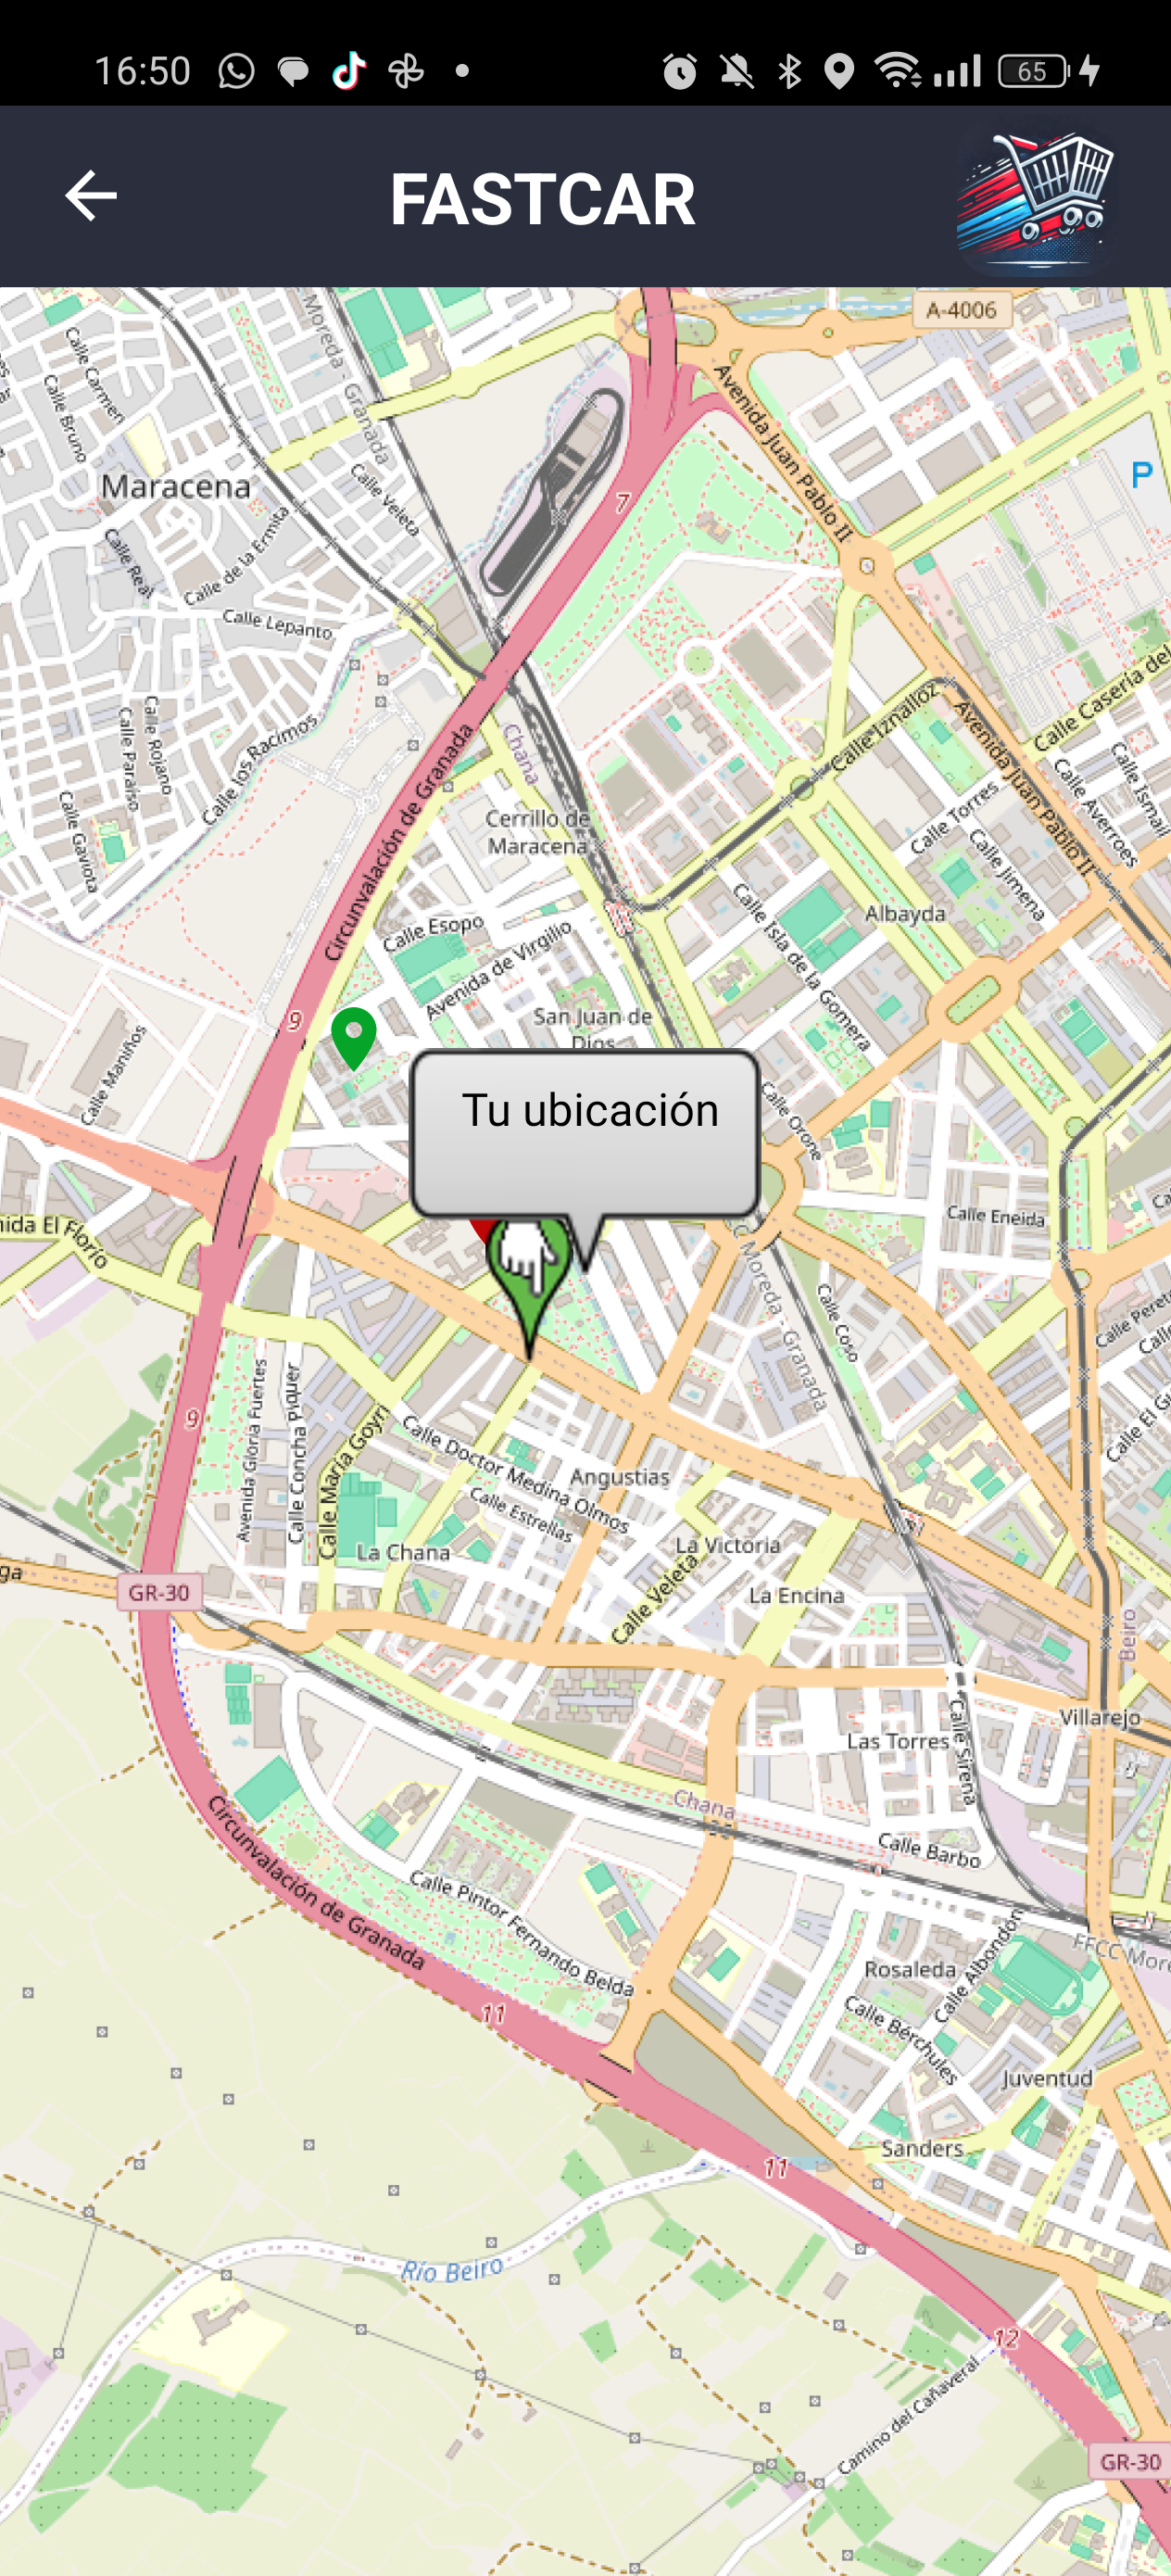 16:50
65
FASTCAR
A-4006
Moreda - Granada
Calle Carmen
Calle Bruno
Avenida Juan Pablo II
P
Maracena
Calle Veleta
7
Calle Real
Calle de la Ermita
Calle Lepanto
Calle Caseria del
Calle Iznalloz
Avenida Juan Pablo II
Calle Rojano
Calle Paraíso
Calle los Racimos
Chana
Circunvalación de Granada
Calle Ismail
Calle Averroes
Calle Torres
Calle Gaviota
Cerrillo de
Maracena
Calle Jimena
Albayda
Calle Esopo
Calle Isla de la Gomera
Avenida de Virgilio
9
San Juan de
Dios
Calle Maniños
Tu ubicación
Calle Orone
Calle Eneida
nida El Florío
C Moreda - Granada
Calle Coso
Calle Peret
Calle
Calle El G
9
Avenida Gloria Fuertes
Calle Concha Piquer
Calle María Goyri
Calle Doctor Medina Olmos
Angustias
Calle Estrellas
La Chana
La Victoria
Calle Veleta
La Encina
ga
GR-30
Beiro
Villarejo
Las Torres
Calle Sirena
Chana
Circunvalación de Granada
Calle Barbo
Calle Pintor Fernando Belda
FFCC More
Rosaleda
Calle Albondón
11
Calle Bérchules
Juventud
Sanders
11
Río Beiro
12
Camino del Cañaveral
GR-30